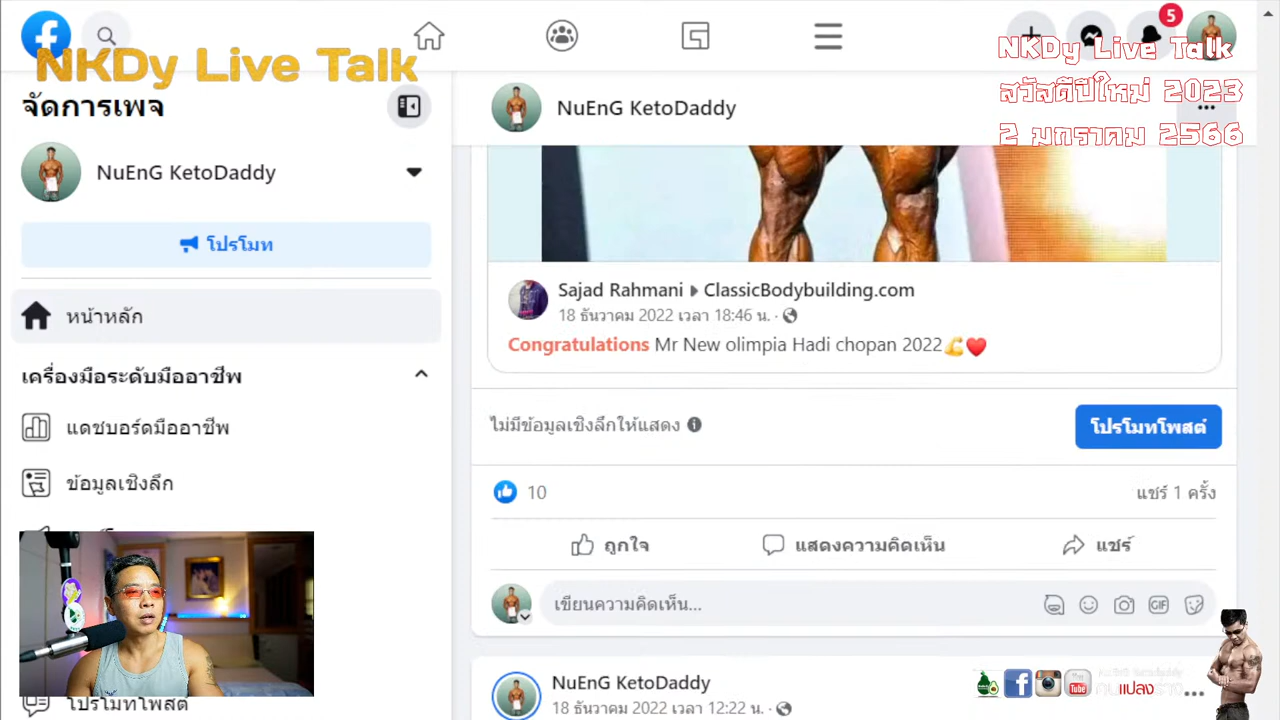 5
NKDy Live Talk
NKDy Live Talk
สวัสดีปีใหม่ 2023
2 มกราคม 2566
จัดการเพจ
NuEnG KetoDaddy
NuEnG KetoDaddy
โปรโมท
หน้าหลัก
เครื่องมือระดับมืออาชีพ
แดชบอร์ดมืออาชีพ
ข้อมูลเชิงลึก
โปรโมทโพสต์
Sajad Rahmani ClassicBodybuilding.com
18 ธันวาคม 2022 เวลา 18:46 น. ·
Congratulations Mr New olimpia Hadi chopan 2022💪❤️
ไม่มีข้อมูลเชิงลึกให้แสดง
โปรโมทโพสต์
10
แชร์ 1 ครั้ง
ถูกใจ
แสดงความคิดเห็น
แชร์
เขียนความคิดเห็น...
GIF
NuEnG KetoDaddy
18 ธันวาคม 2022 เวลา 12:22 น. ·
You Tube